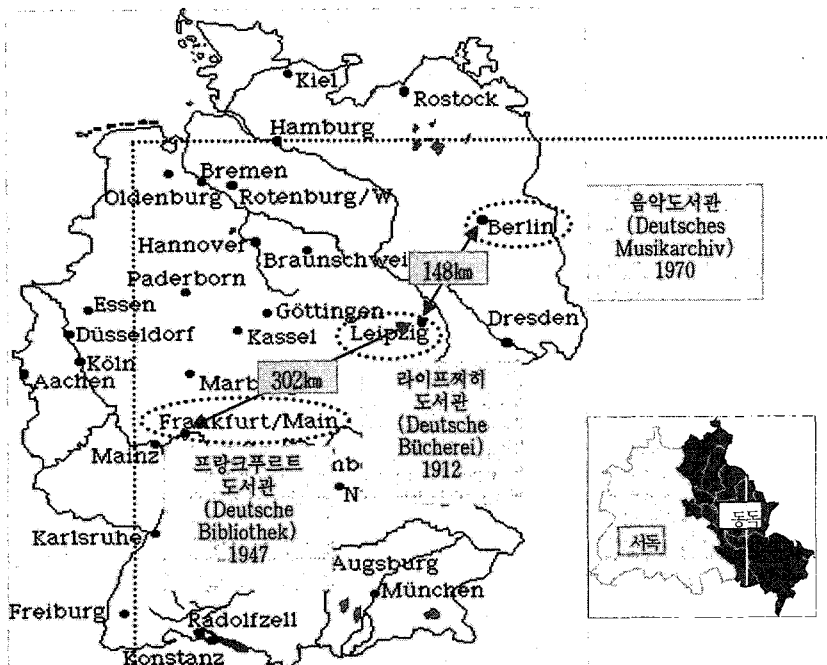 Kiel
Rostock
Hamburg
Bremen
Oldenburg
Rotenburg/W
음악도서관
(Deutsches
Musikarchiv)
1970
Berlin
Hannover
Braunschwei
148㎞
Paderborn
Essen
Göttingen
Dresden
Düsseldorf
Kassel
Leipzig
Köln
Aachen
Marb
302㎞
라이프찌히
도서관
(Deutsche
Bücherei)
1912
Frankfurt/Main
Mainz
프랑크푸르트
도서관
(Deutsche
Bibliothek)
1947
nb
N
동독
서독
Karlsruhe
Augsburg
München
Freiburg
Radolfzell
Konstanz